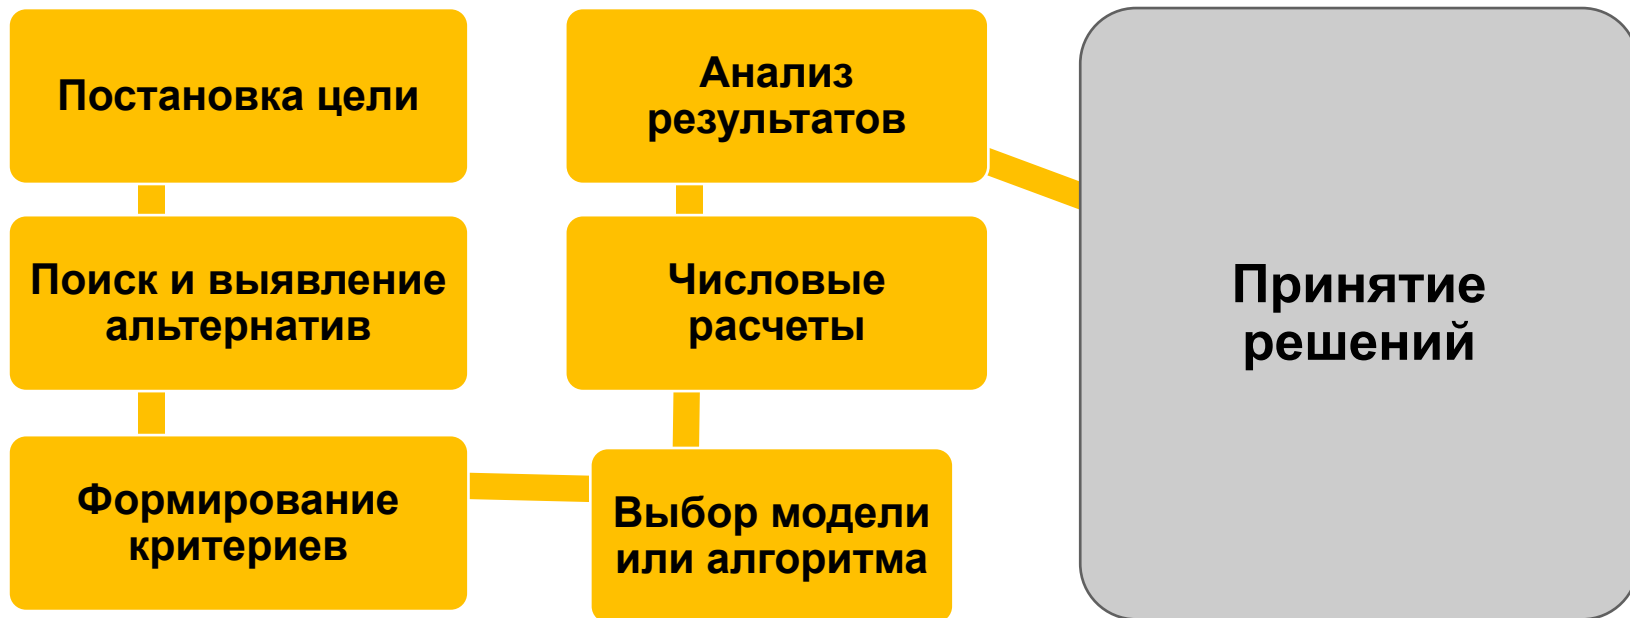 Постановка цели
Поиск и выявление
альтернатив
Формирование
критериев
Выбор модели
или алгоритма
Числовые
расчеты
Анализ
результатов
Принятие
решений